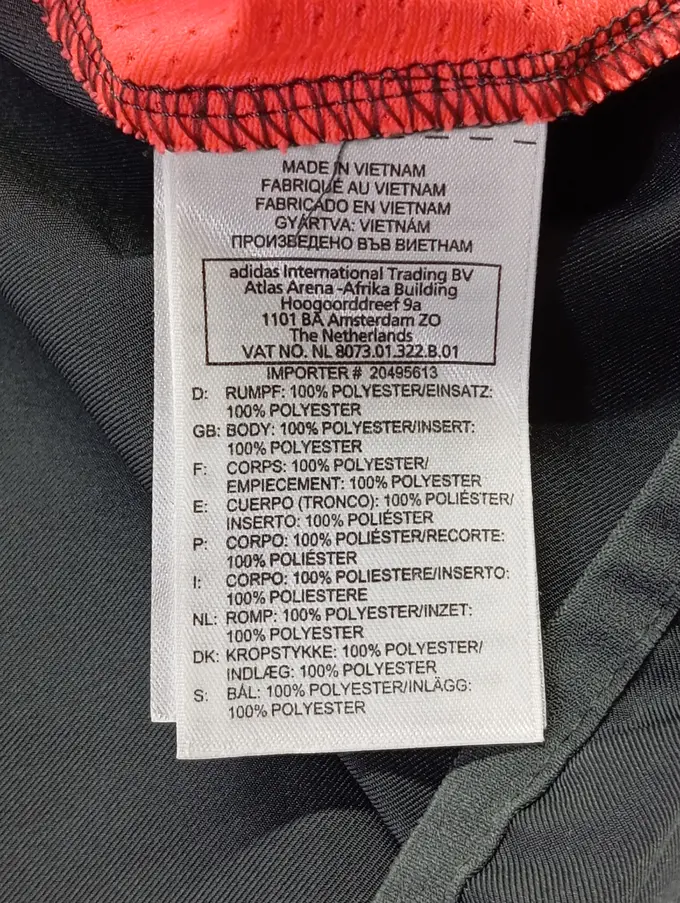 MADE IN VIETNAM
FABRIQUÉ AU VIETNAM
FABRICADO EN VIETNAM
GYÁRTVA: VIETNÁM
ПРОИЗВЕДЕНО ВЪВ ВИЕТНАМ
adidas International Trading BV
Atlas Arena -Afrika Building
Hoogoorddreef 9a
1101 BA Amsterdam ZO
The Netherlands
VAT NO. NL 8073.01.322.B.01
IMPORTER # 20495613
D: RUMPF: 100% POLYESTER/EINSATZ:
100% POLYESTER
GB: BODY: 100% POLYESTER/INSERT:
100% POLYESTER
F: CORPS: 100% POLYESTER/
EMPIECEMENT: 100% POLYESTER
E: CUERPO (TRONCO): 100% POLIÉSTER/
INSERTO: 100% POLIÉSTER
P: CORPO: 100% POLIÉSTER/RECORTE:
100% POLIÉSTER
I: CORPO: 100% POLIESTERE/INSERTO:
100% POLIESTERE
NL: ROMP: 100% POLYESTER/INZET:
100% POLYESTER
DK: KROPSTYKKE: 100% POLYESTER/
INDLÆG: 100% POLYESTER
S: BÅL: 100% POLYESTER/INLÄGG:
100% POLYESTER